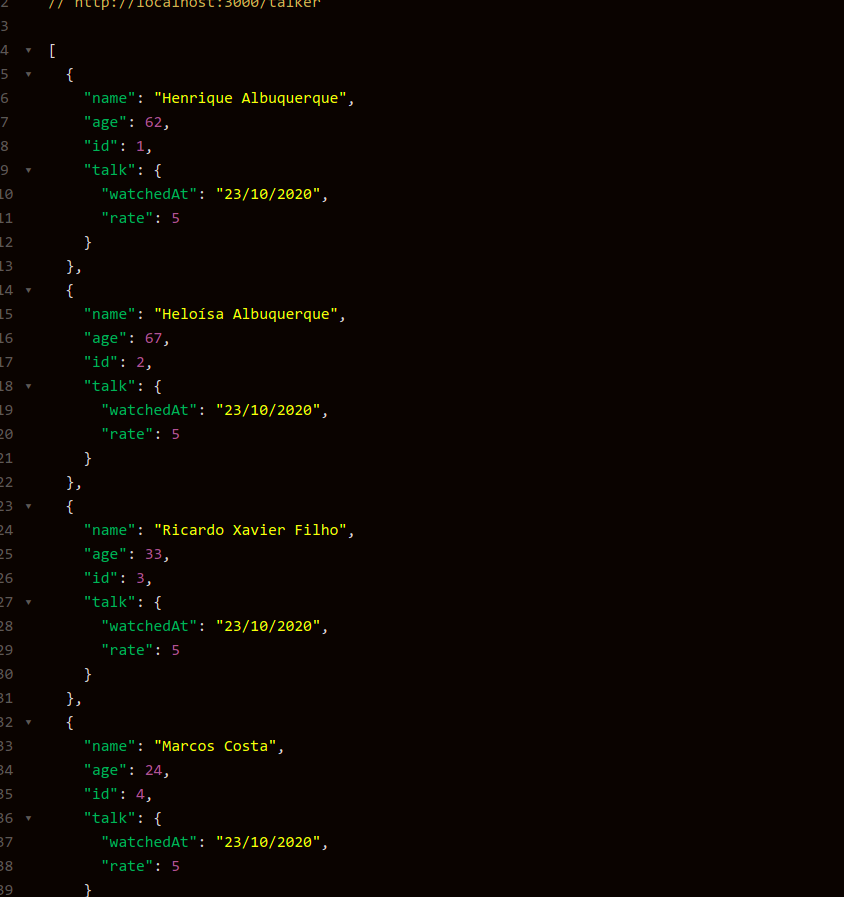 2 // http://localhost:3000/talker
3
4 ▾ [
5 ▾ {
6 "name": "Henrique Albuquerque",
7 "age": 62,
8 "id": 1,
9 ▾ "talk": {
10 "watchedAt": "23/10/2020",
11 "rate": 5
12 }
13 },
14 ▾ {
15 "name": "Heloísa Albuquerque",
16 "age": 67,
17 "id": 2,
18 ▾ "talk": {
19 "watchedAt": "23/10/2020",
20 "rate": 5
21 }
22 },
23 ▾ {
24 "name": "Ricardo Xavier Filho",
25 "age": 33,
26 "id": 3,
27 ▾ "talk": {
28 "watchedAt": "23/10/2020",
29 "rate": 5
30 }
31 },
32 ▾ {
33 "name": "Marcos Costa",
34 "age": 24,
35 "id": 4,
36 ▾ "talk": {
37 "watchedAt": "23/10/2020",
38 "rate": 5
39 }